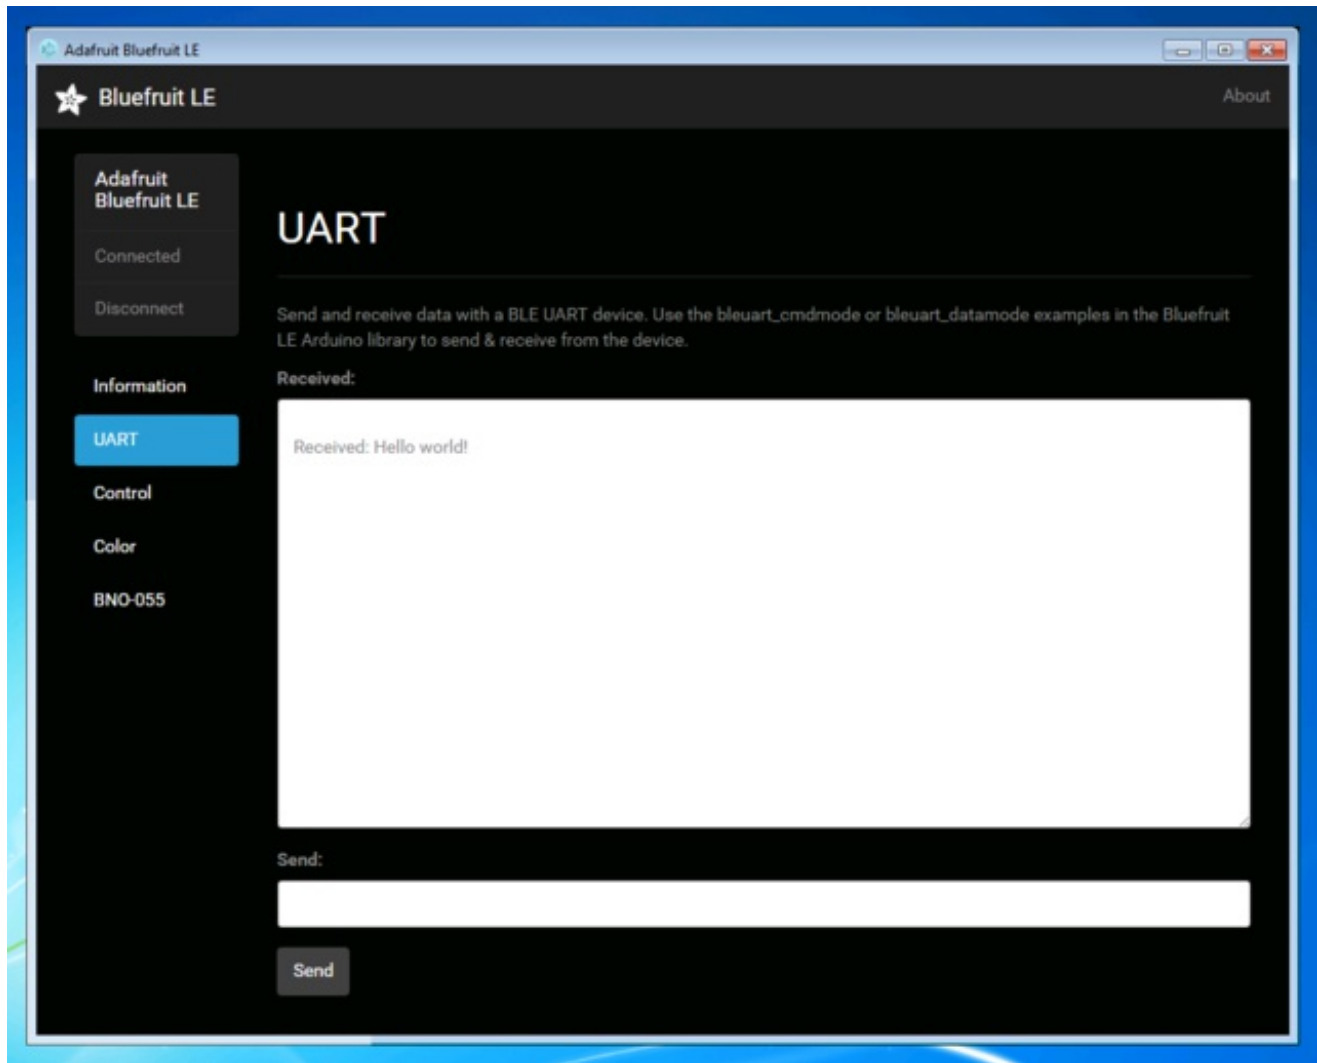 Adafruit Bluefruit LE
Bluefruit LE
About
Adafruit
Bluefruit LE
Connected
Disconnect
Information
UART
Control
Color
BNO-055
UART
Send and receive data with a BLE UART device. Use the bleuart_cmdmode or bleuart_datamode examples in the Bluefruit
LE Arduino library to send & receive from the device.
Received:
Received: Hello world!
Send:
Send